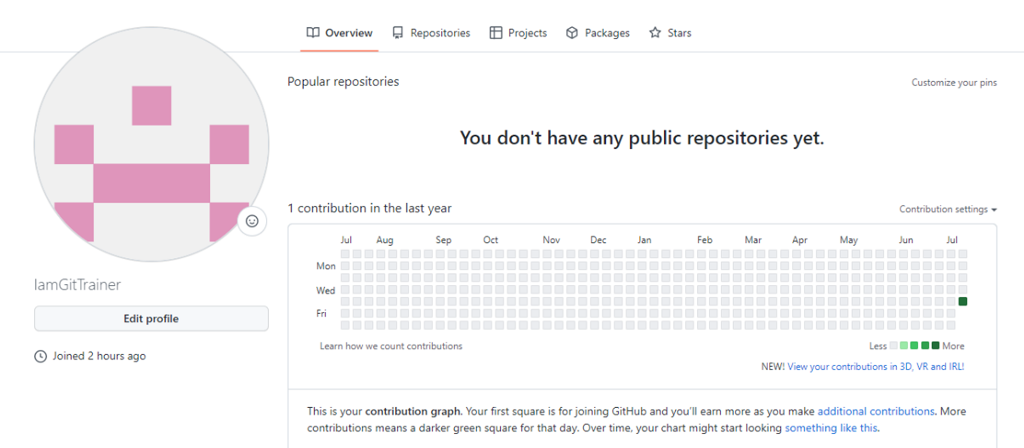 Overview Repositories Projects Packages Stars
Popular repositories
Customize your pins
You don't have any public repositories yet.
1 contribution in the last year
Contribution settings
Jul Aug Sep Oct Nov Dec Jan Feb Mar Apr May Jun Jul
Mon
Wed
Fri
Learn how we count contributions
Less More
NEW! View your contributions in 3D, VR and IRL!
This is your contribution graph. Your first square is for joining GitHub and you'll earn more as you make additional contributions. More
contributions means a darker green square for that day. Over time, your chart might start looking something like this.
IamGitTrainer
Edit profile
Joined 2 hours ago